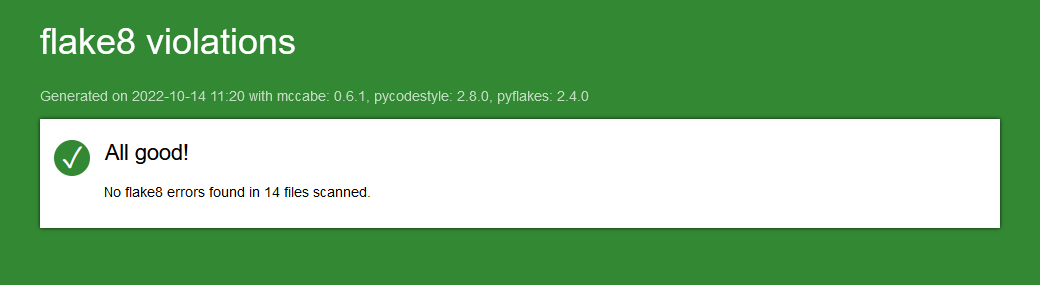 flake8 violations
Generated on 2022-10-14 11:20 with mccabe: 0.6.1, pycodestyle: 2.8.0, pyflakes: 2.4.0
All good!
No flake8 errors found in 14 files scanned.